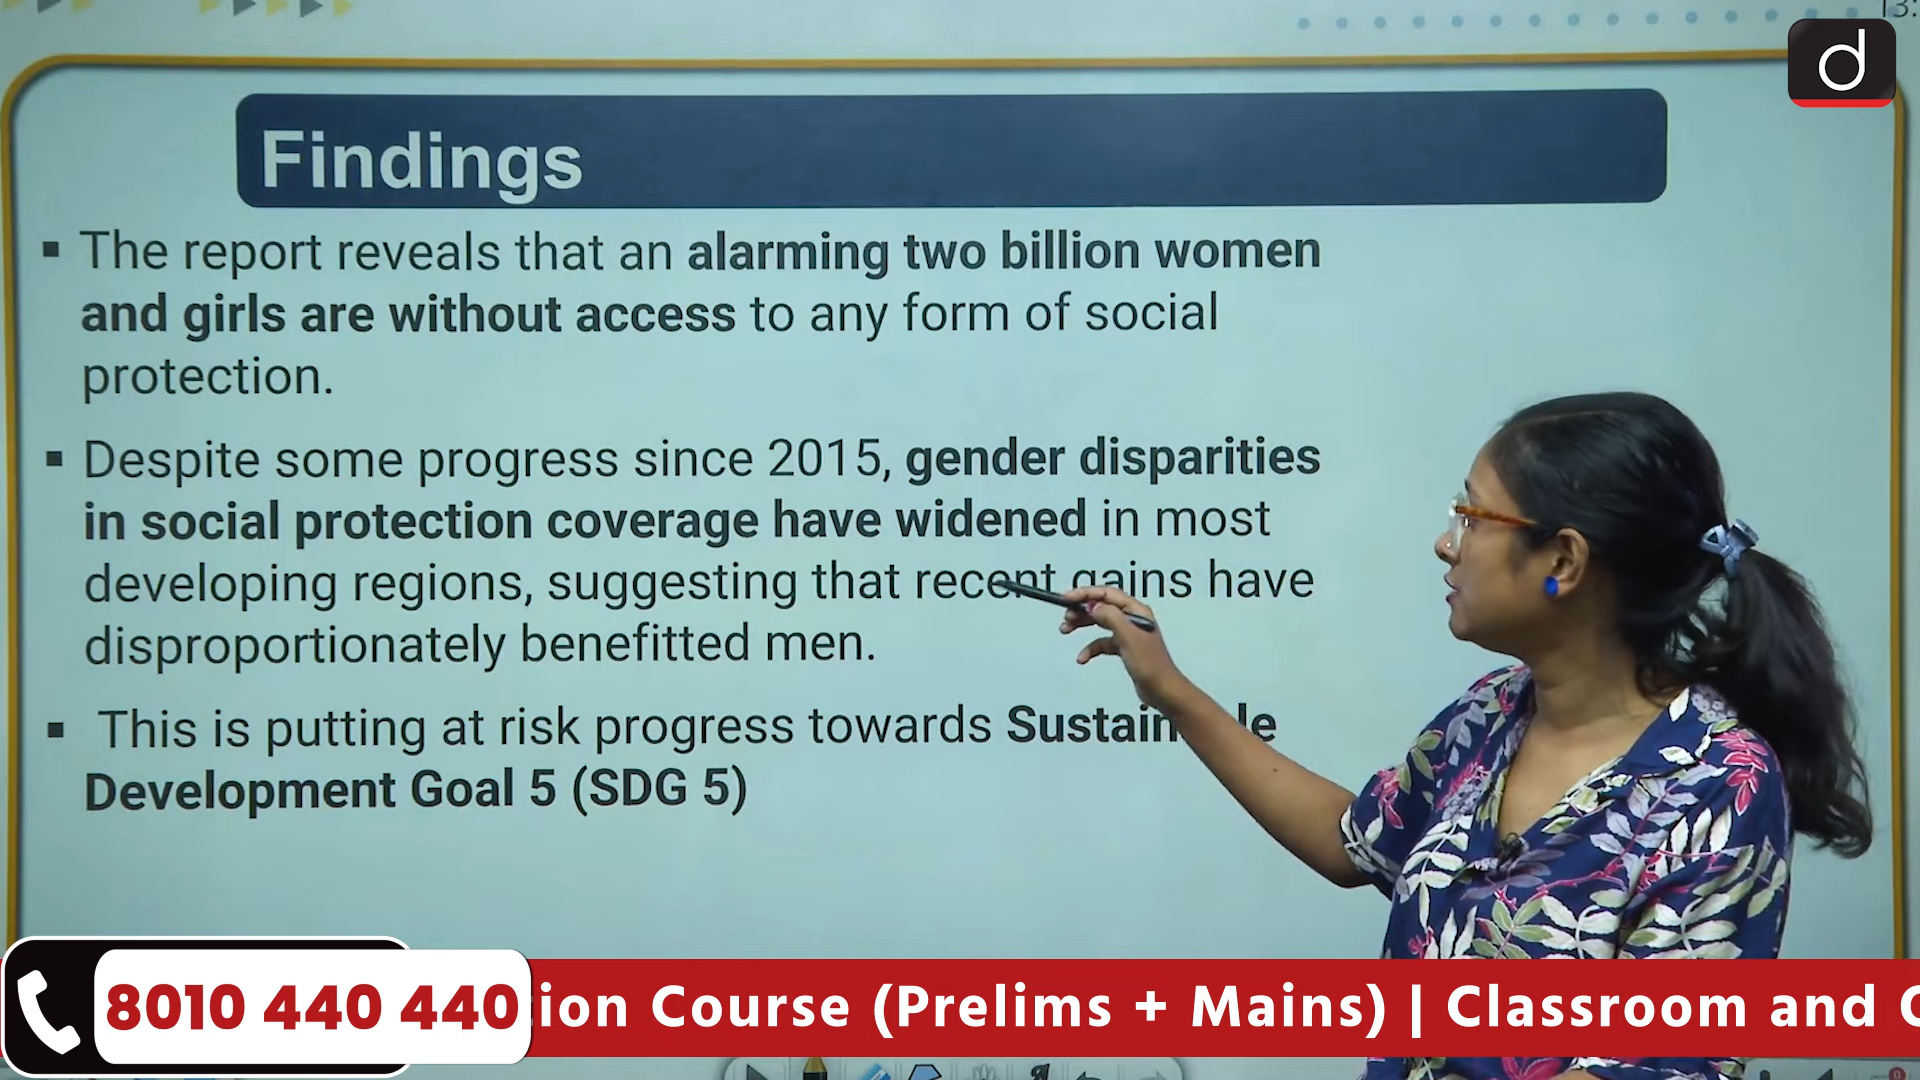 13:
d
Findings
▪ The report reveals that an alarming two billion women
and girls are without access to any form of social
protection.
▪ Despite some progress since 2015, gender disparities
in social protection coverage have widened in most
developing regions, suggesting that recent gains have
disproportionately benefitted men.
▪ This is putting at risk progress towards
Development Goal 5 (SDG 5)
8010 440 440
Course (Prelims + Mains) | Classroom and